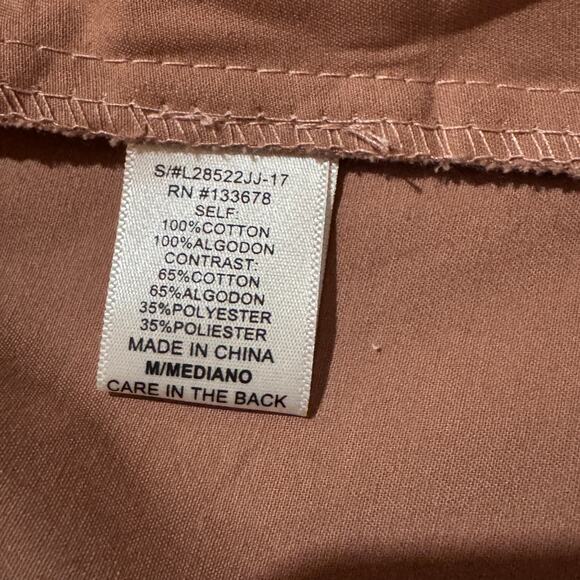 S/#L28522JJ-17
RN #133678
SELF:
100%COTTON
100%ALGODON
CONTRAST:
65%COTTON
65%ALGODON
35%POLYESTER
35%POLIESTER
MADE IN CHINA
M/MEDIANO
CARE IN THE BACK